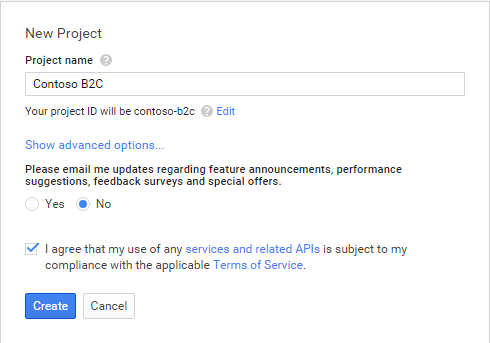 New Project
Project name ?
Contoso B2C
Your project ID will be contoso-b2c ? Edit
Show advanced options...
Please email me updates regarding feature announcements, performance
suggestions, feedback surveys and special offers.
Yes No
I agree that my use of any services and related APIs is subject to my
compliance with the applicable Terms of Service.
Create Cancel